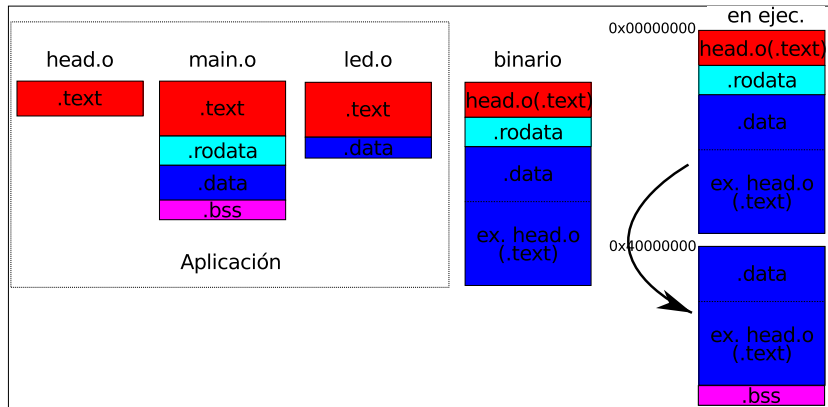 en ejec.
0x00000000
head.o
main.o
led.o
binario
.text
.text
.rodata
.data
.bss
.text
.data
head.o(.text)
.rodata
.data
ex. head.o
(.text)
head.o(.text)
.rodata
.data
ex. head.o
(.text)
0x40000000
.data
ex. head.o
(.text)
.bss
Aplicación